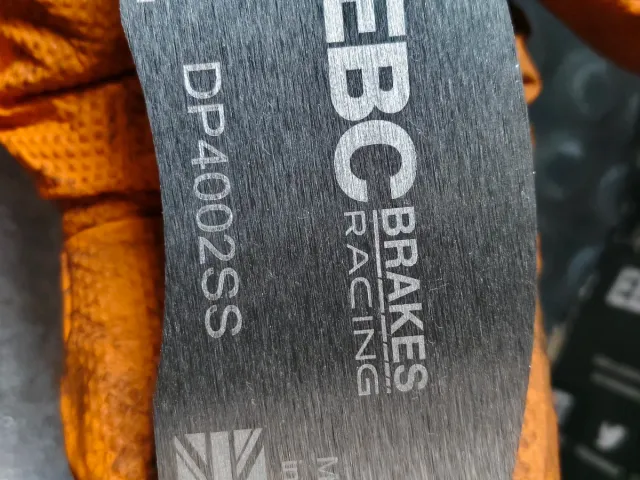 EBC
BRAKES
RACING
DP4002SS